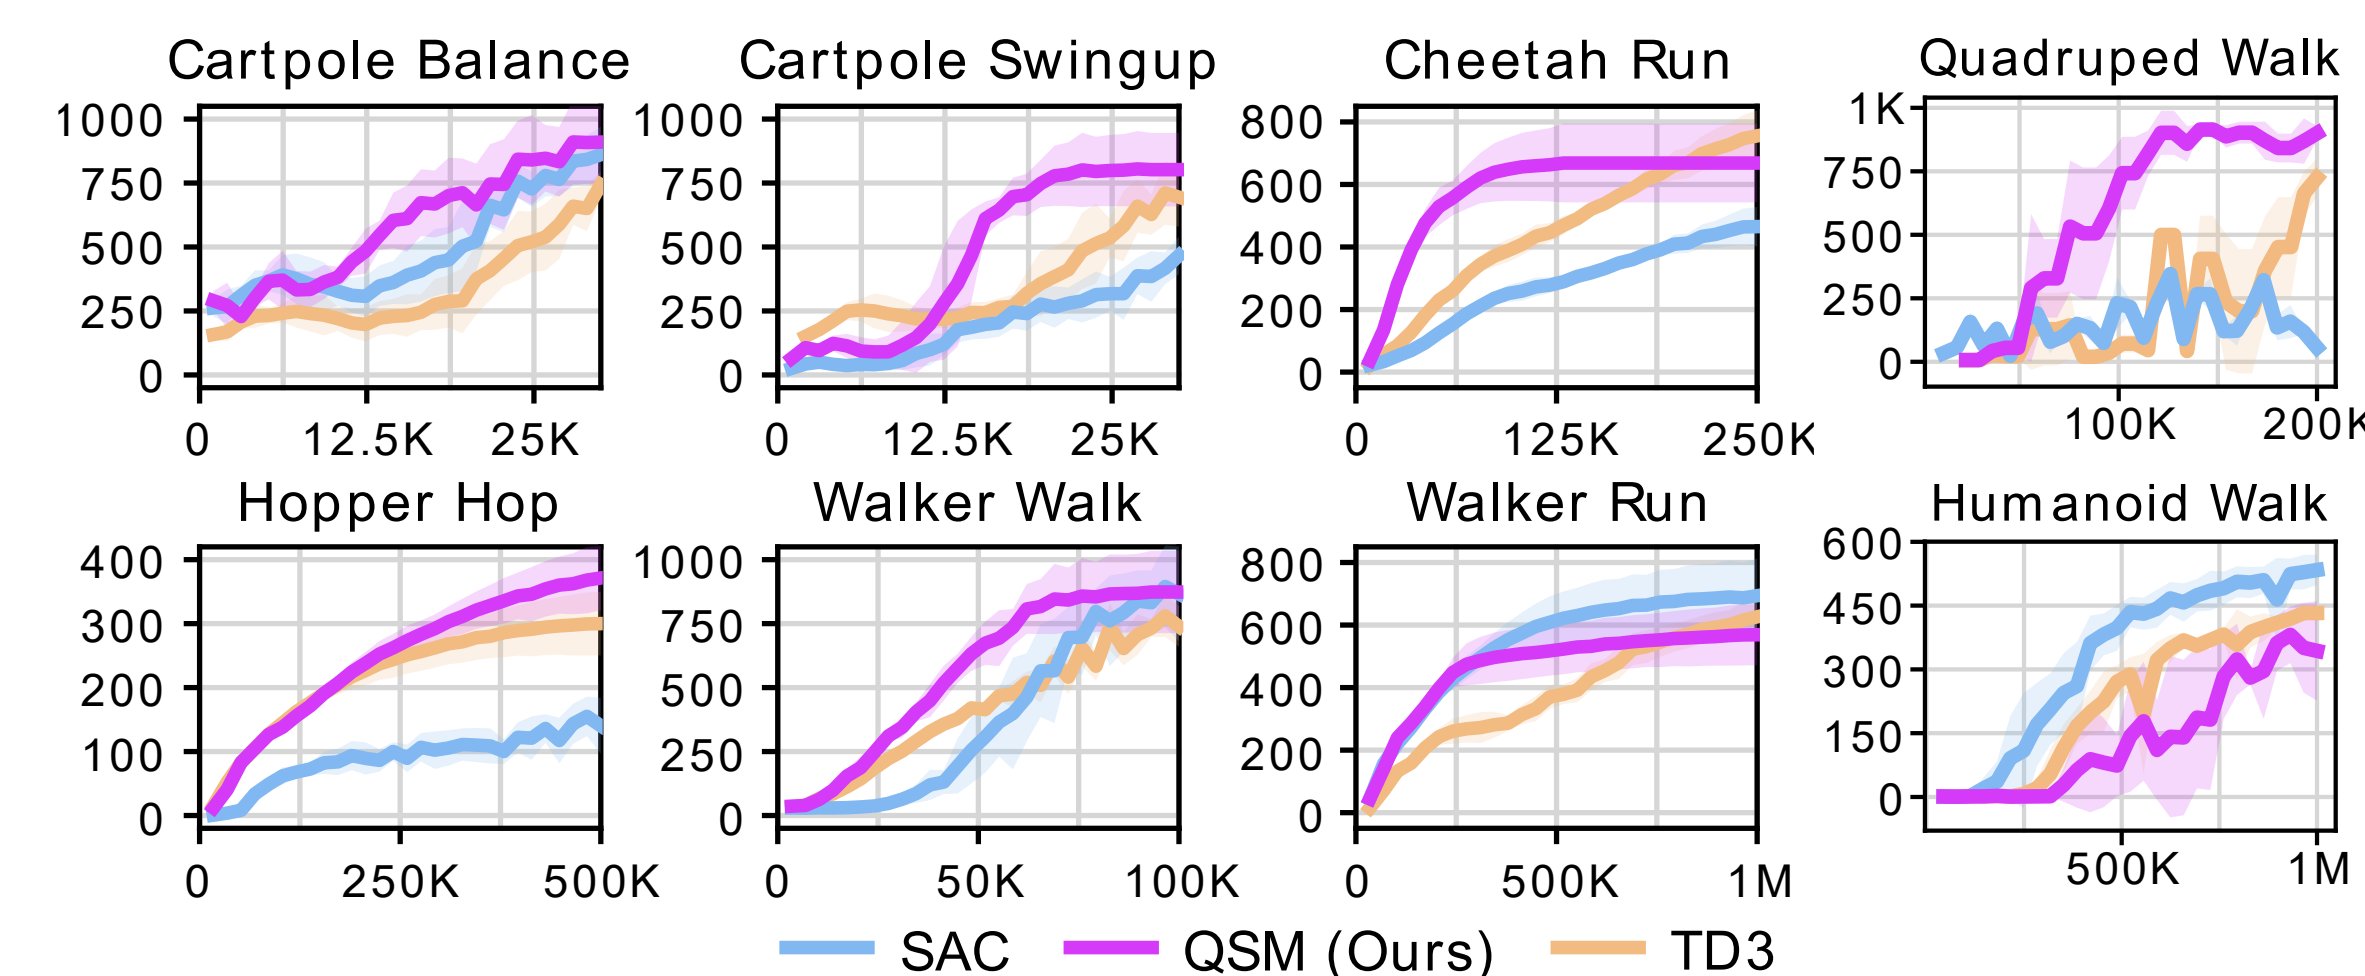 Cartpole Balance
1000
750
500
250
0
0 12.5K 25K
Cartpole Swingup
1000
750
500
250
0
0 12.5K 25K
Cheetah Run
800
600
400
200
0
0 125K 250K
Quadruped Walk
1K
750
500
250
0
100K 200K
Hopper Hop
400
300
200
100
0
0 250K 500K
Walker Walk
1000
750
500
250
0
0 50K 100K
Walker Run
800
600
400
200
0
0 500K 1M
Humanoid Walk
600
450
300
150
0
500K 1M
SAC QSM (Ours) TD3